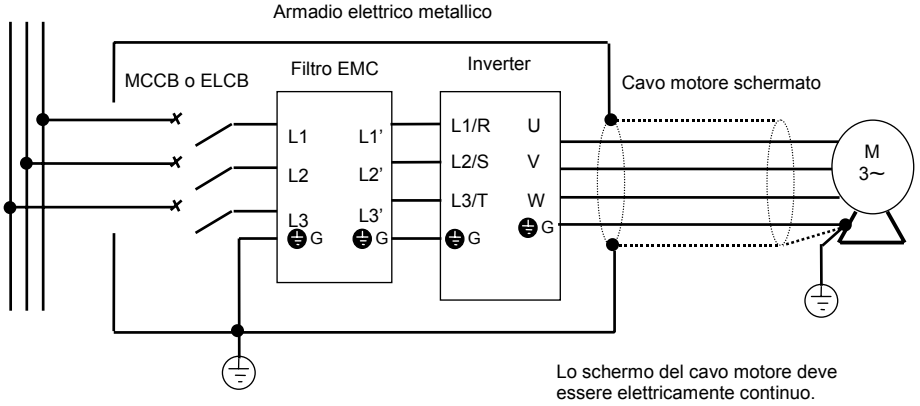 Armadio elettrico metallico
MCCB o ELCB
Filtro EMC
Inverter
Cavo motore schermato
L1 L1’
L2 L2’
L3 L3’
G G
L1/R U
L2/S V
L3/T W
G G
M
3~
Lo schermo del cavo motore deve
essere elettricamente continuo.